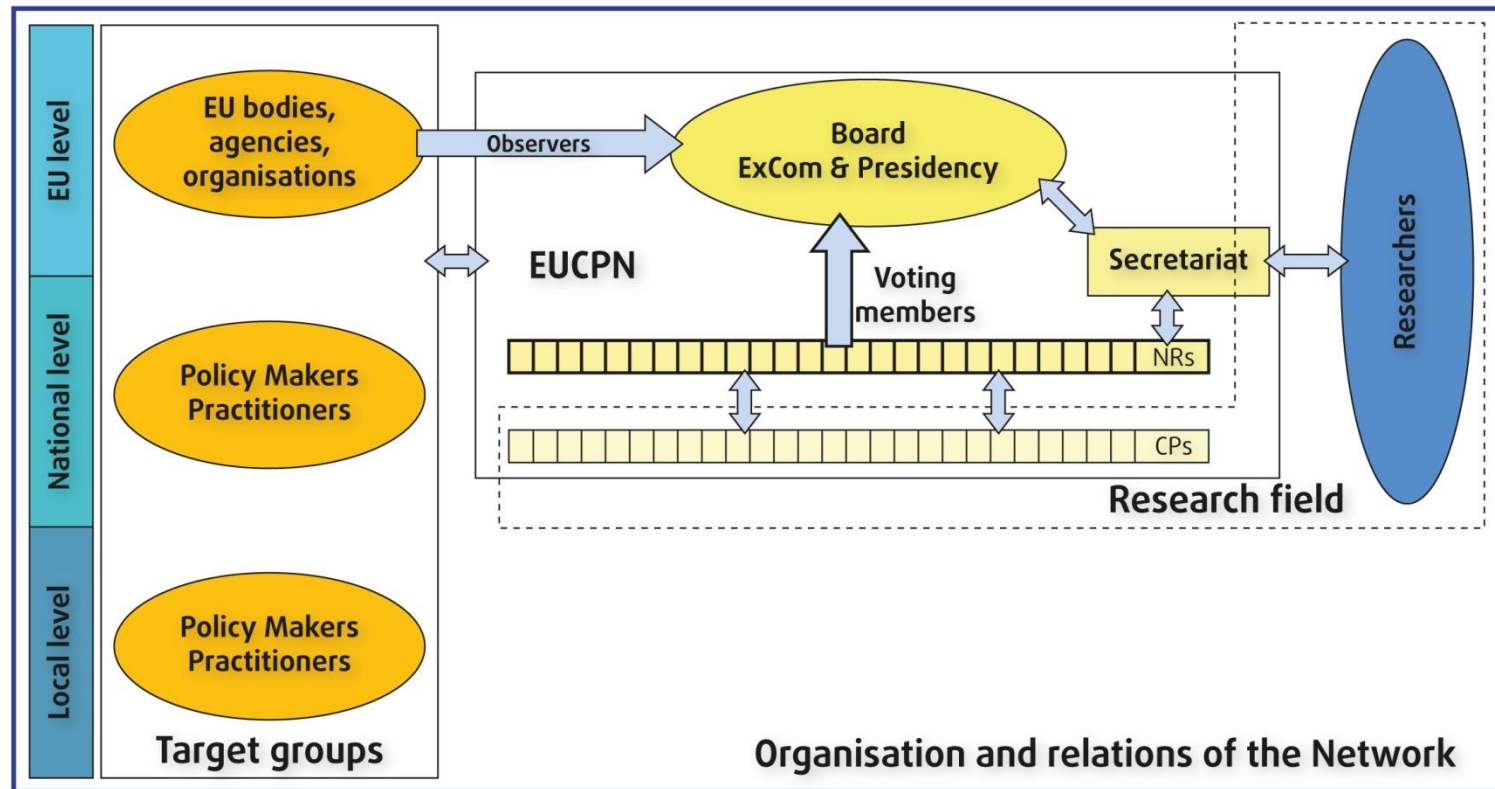 EU level
National level
Local level
EU bodies,
agencies,
organisations
Policy Makers
Practitioners
Policy Makers
Practitioners
Target groups
Observers
Board
ExCom & Presidency
EUCPN
Voting
members
Secretariat
NRs
CPs
Research field
Researchers
Organisation and relations of the Network